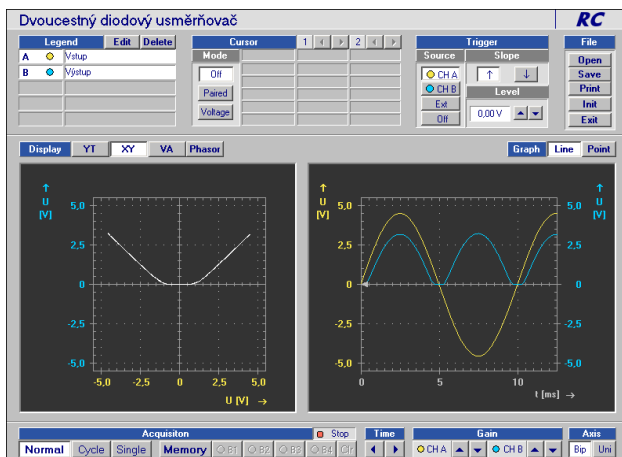 Dvoucestný diodový usměrňovač RC
Legend Edit Delete
A Vstup
B Výstup
Cursor 1 2
Mode
Off
Paired
Voltage
Trigger
Source Slope
CH A ↑ ↓
CH B Level
Ext 0,00 V
Off
File
Open
Save
Print
Init
Exit
Display YT XY VA Phasor
Graph Line Point
↑
U
[V]
5,0
2,5
0
-2,5
-5,0
-5,0 -2,5 0 2,5 5,0
U [V] →
↑
U
[V]
5,0
2,5
0
-2,5
-5,0
0 5 10
t [ms] →
↑
U
[V]
5,0
2,5
0
-2,5
-5,0
Acquisiton Stop
Normal Cycle Single Memory B1 B2 B3 B4 Clr
Time
Gain
CH A CH B
Axis
Bip Uni